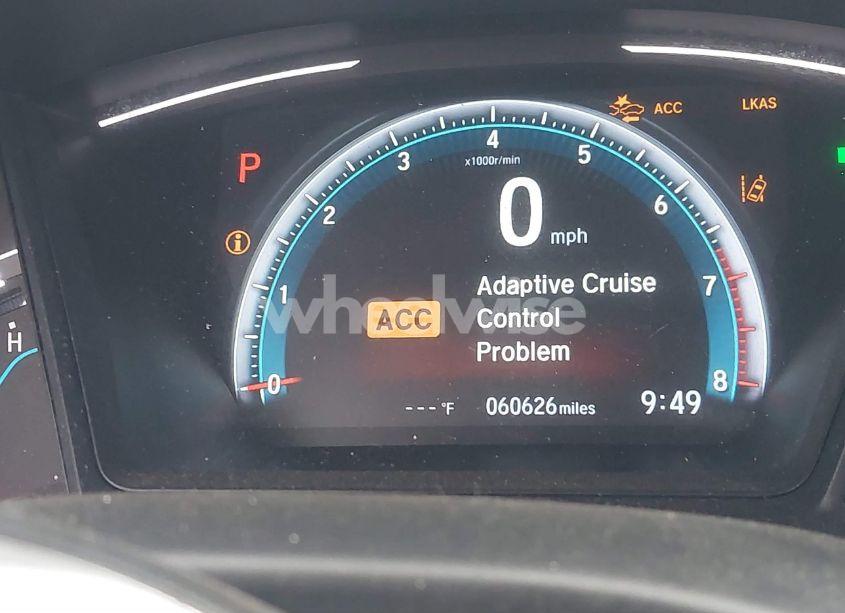 ACC
LKAS
P
4
3
5
x1000r/min
2
6
0
mph
i
1
7
Adaptive Cruise
ACC
Control
Problem
wheelwise
H
0
8
---°F
060626 miles
9:49